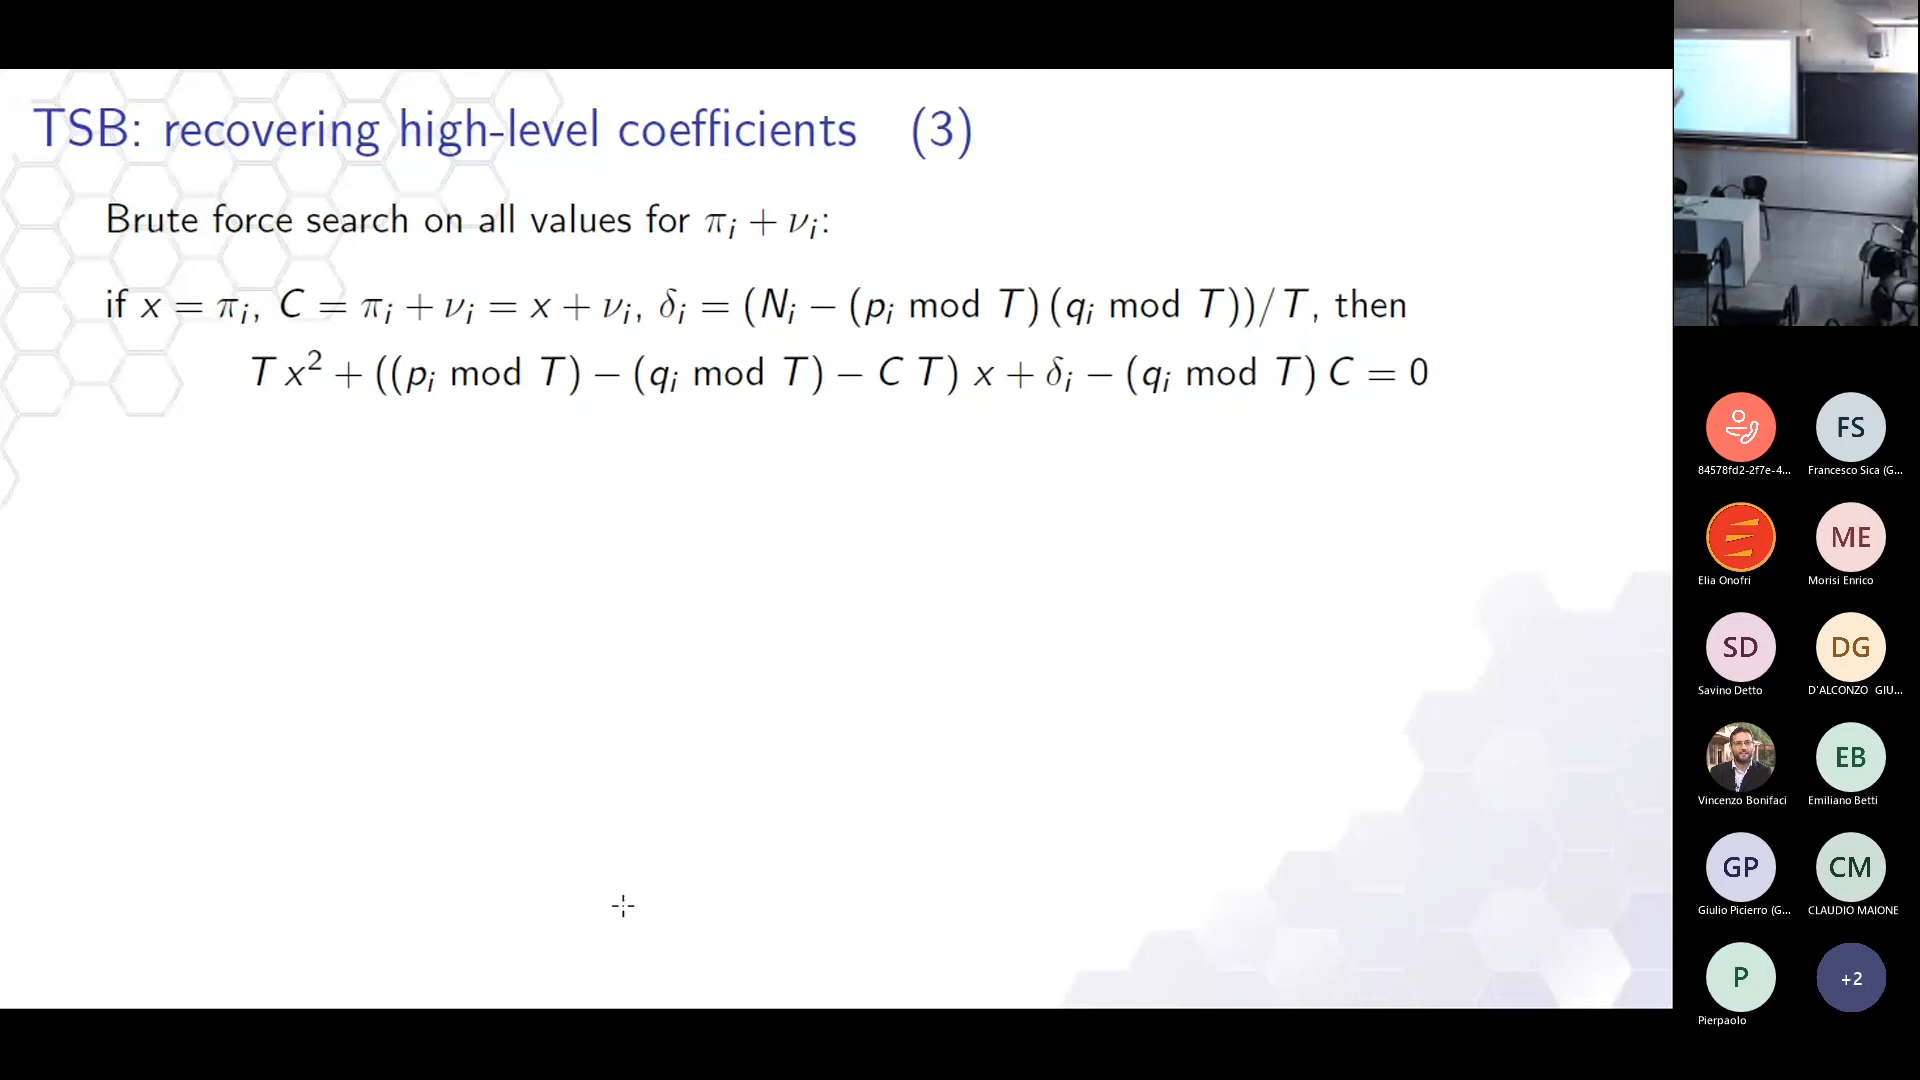 TSB: recovering high-level coefficients (3)
Brute force search on all values for πᵢ + νᵢ:
if x = πᵢ, C = πᵢ + νᵢ = x + νᵢ, δᵢ = (Nᵢ − (pᵢ mod T)(qᵢ mod T))/T, then
T x² + ((pᵢ mod T) − (qᵢ mod T) − C T) x + δᵢ − (qᵢ mod T) C = 0
84578fd2-2f7e-4...
FS
Francesco Sica (G...
Elia Onofri
ME
Morisi Enrico
SD
Savino Detto
DG
D'ALCONZO GIU...
Vincenzo Bonifaci
EB
Emiliano Betti
GP
Giulio Picierro (G...
CM
CLAUDIO MAIONE
P
Pierpaolo
+2